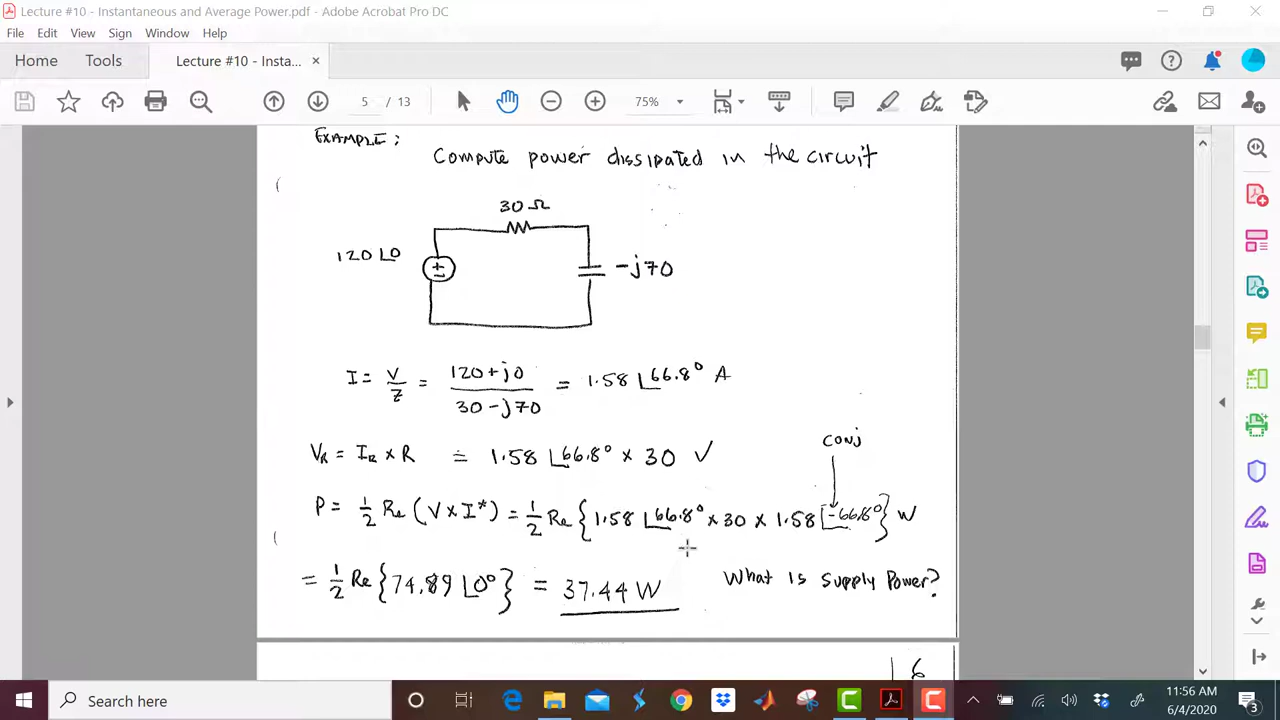 Lecture #10 - Instantaneous and Average Power.pdf - Adobe Acrobat Pro DC
File Edit View Sign Window Help
Home Tools Lecture #10 - Insta... ×
5 / 13 75%
EXAMPLE:
Compute power dissipated in the circuit
30 Ω
120 ∠0
+
-
-j70
I = V/Z = (120 + j0)/(30 - j70) = 1.58 ∠66.8° A
conj
VR = IR × R = 1.58 ∠66.8° × 30 V
P = 1/2 Re (V × I*) = 1/2 Re {1.58 ∠66.8° × 30 × 1.58 ∠-66.8°} W
= 1/2 Re {74.89 ∠0°} = 37.44 W What is supply Power?
6
Search here
11:56 AM
6/4/2020
3